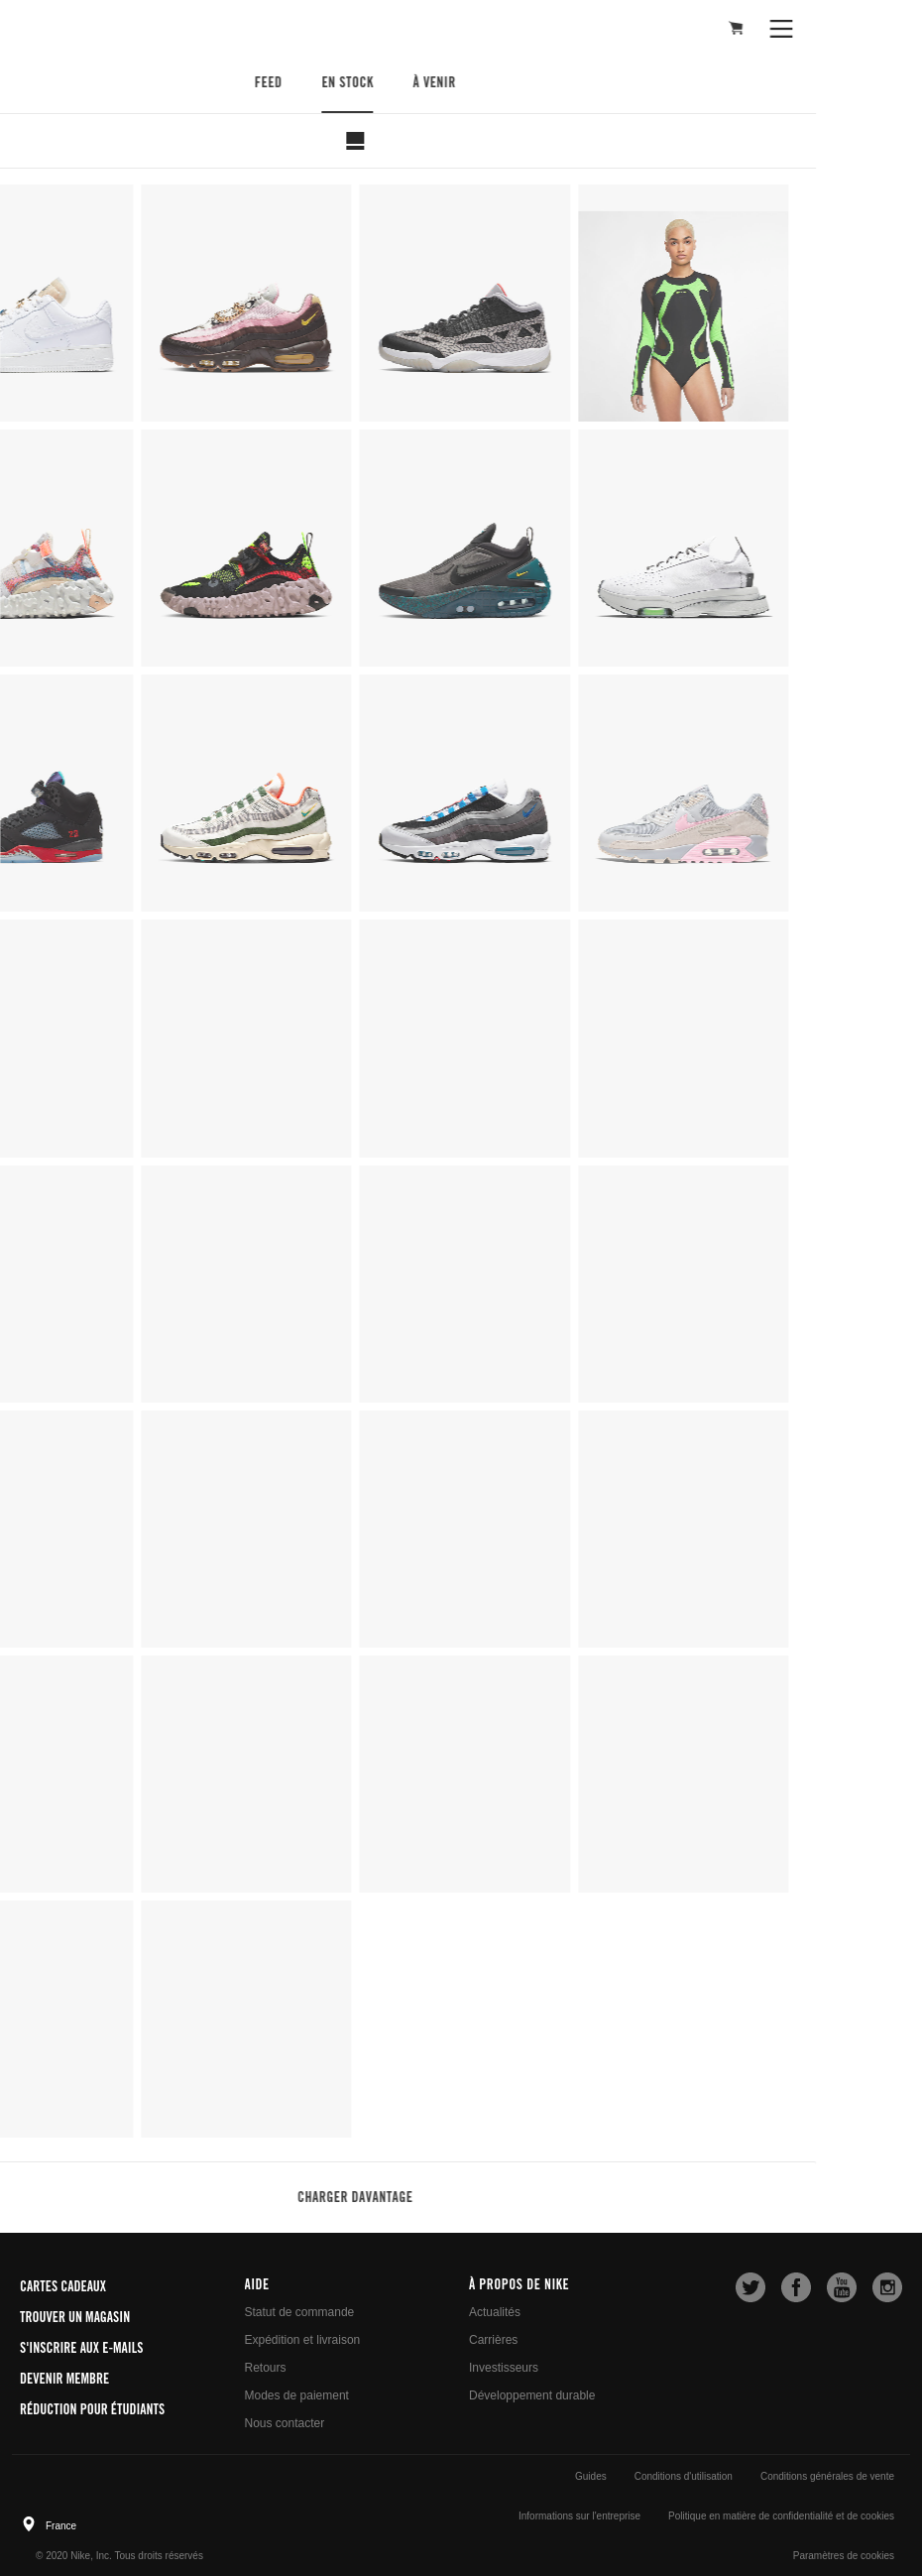 FEED EN STOCK À VENIR
CHARGER DAVANTAGE
CARTES CADEAUX
TROUVER UN MAGASIN
S'INSCRIRE AUX E-MAILS
DEVENIR MEMBRE
RÉDUCTION POUR ÉTUDIANTS
AIDE
Statut de commande
Expédition et livraison
Retours
Modes de paiement
Nous contacter
À PROPOS DE NIKE
Actualités
Carrières
Investisseurs
Développement durable
You
Tube
Guides Conditions d'utilisation Conditions générales de vente
Informations sur l'entreprise Politique en matière de confidentialité et de cookies
France
© 2020 Nike, Inc. Tous droits réservés
Paramètres de cookies